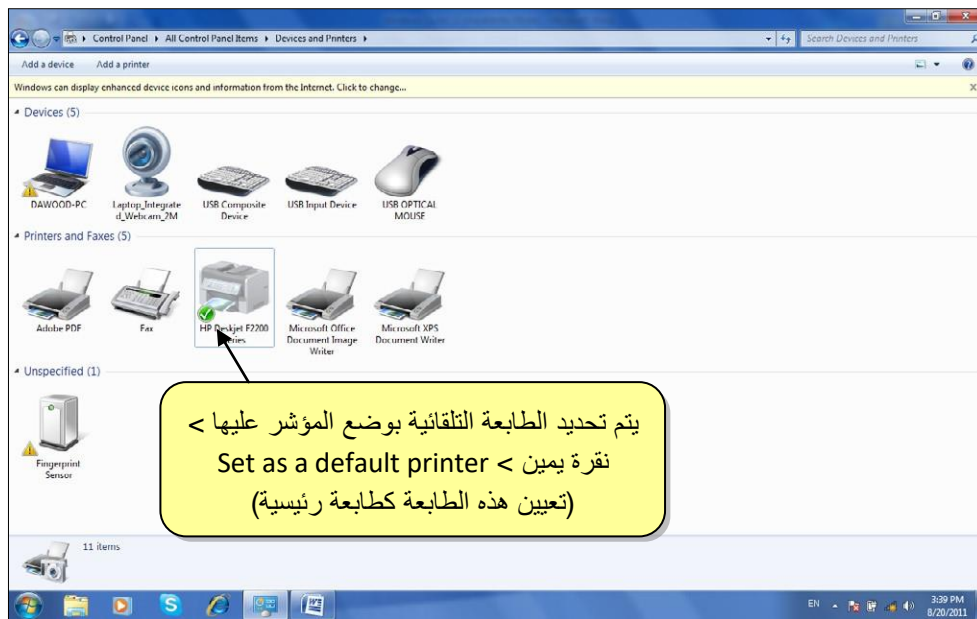 Control Panel ▸ All Control Panel Items ▸ Devices and Printers ▸
Search Devices and Printers
Add a device Add a printer
Windows can display enhanced device icons and information from the Internet. Click to change...
Devices (5)
DAWOOD-PC
Laptop_Integrate
d_Webcam_2M
USB Composite
Device
USB Input Device
USB OPTICAL
MOUSE
Printers and Faxes (5)
Adobe PDF
Fax
HP Deskjet F2200
Series
Microsoft Office
Document Image
Writer
Microsoft XPS
Document Writer
Unspecified (1)
Fingerprint
Sensor
يتم تحديد الطابعة التلقائية بوضع المؤشر عليها >
نقرة يمين > Set as a default printer
(تعيين هذه الطابعة كطابعة رئيسية)
11 items
EN
3:39 PM
8/20/2011